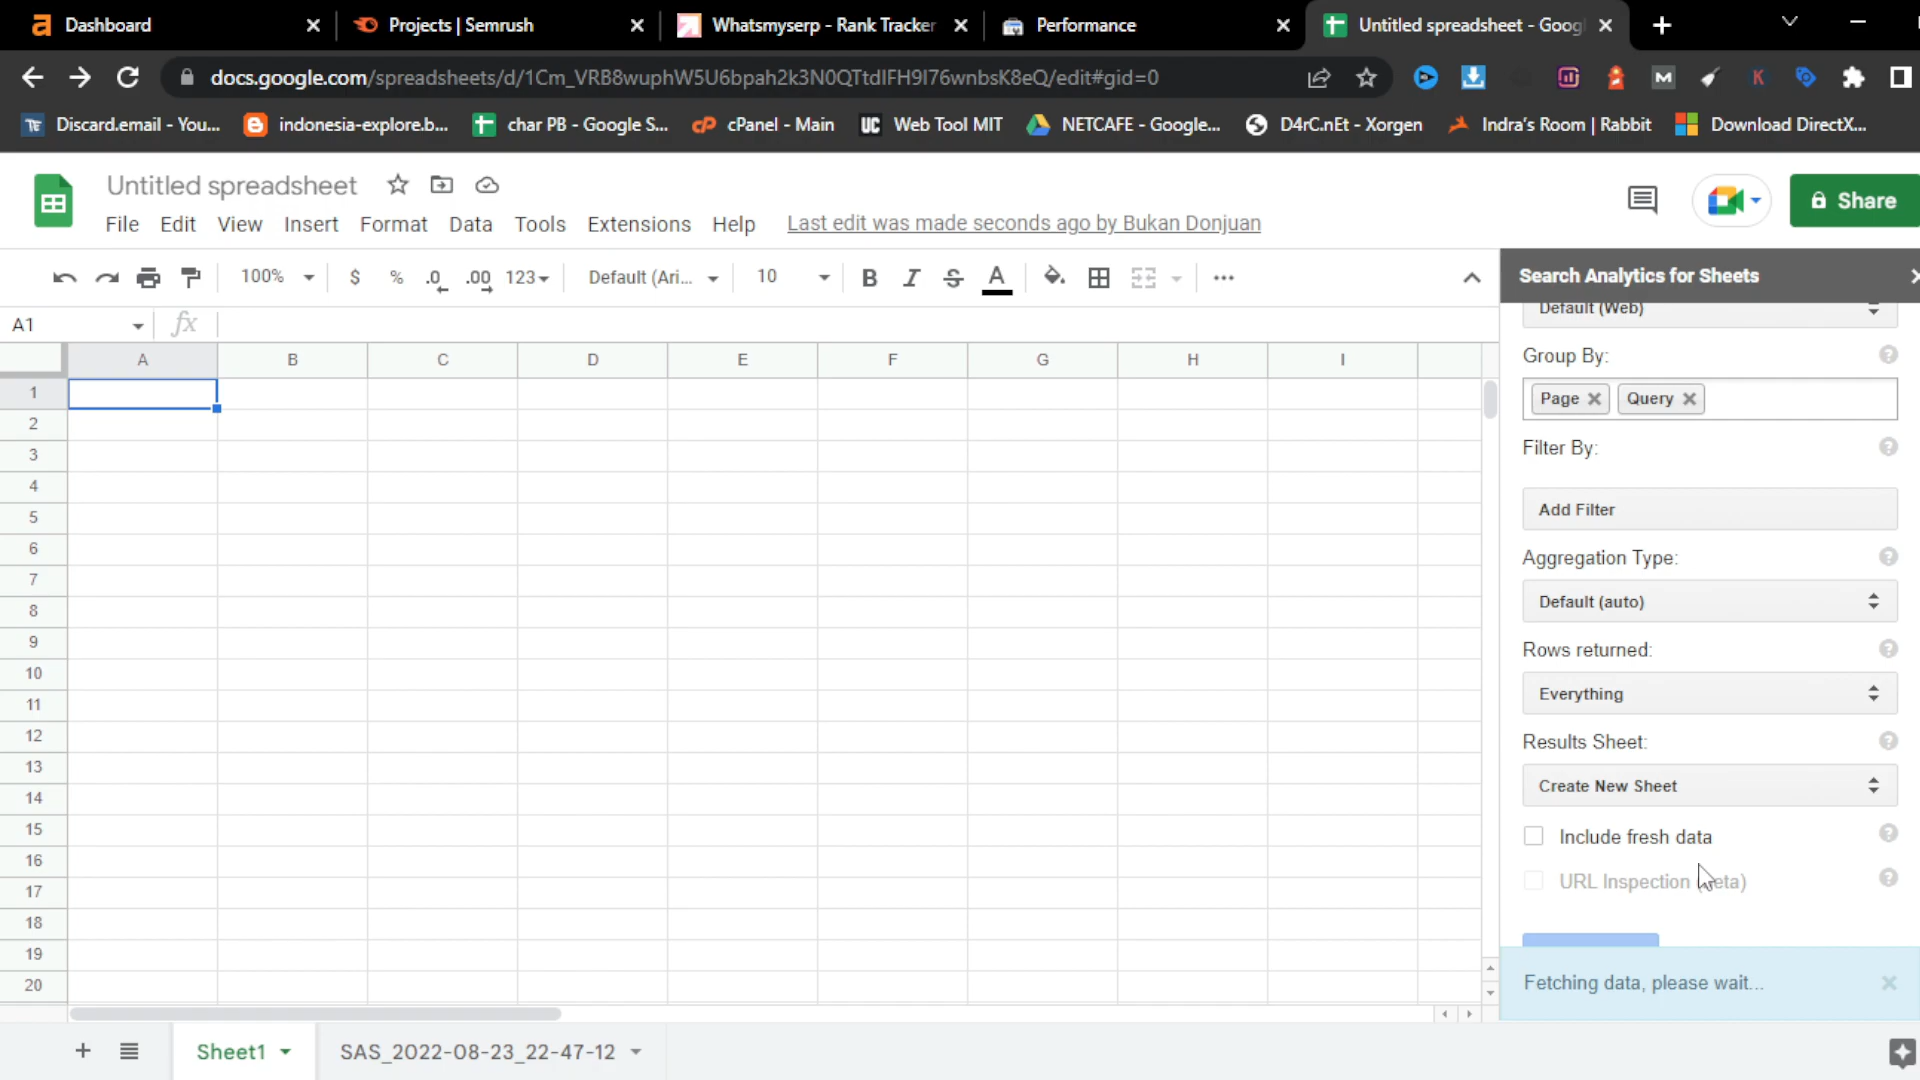 Dashboard
Projects | Semrush
Whatsmyserp - Rank Tracker
Performance
Untitled spreadsheet - Goog
docs.google.com/spreadsheets/d/1Cm_VRB8wuphW5U6bpah2k3N0QTtdIFH9I76wnbsK8eQ/edit#gid=0
Discard.email - You...
indonesia-explore.b...
char PB - Google S...
cPanel - Main
Web Tool MIT
NETCAFE - Google...
D4rC.nEt - Xorgen
Indra's Room | Rabbit
Download DirectX...
Untitled spreadsheet
Share
File Edit View Insert Format Data Tools Extensions Help
Last edit was made seconds ago by Bukan Donjuan
100% $ % .0 .00 123 Default (Ari... 10 B I S A
Search Analytics for Sheets
A1 fx
A B C D E F G H I
1
2
3
4
5
6
7
8
9
10
11
12
13
14
15
16
17
18
19
20
Default (Web)
Group By:
Page Query
Filter By:
Add Filter
Aggregation Type:
Default (auto)
Rows returned:
Everything
Results Sheet:
Create New Sheet
Include fresh data
URL Inspection
Fetching data, please wait...
Sheet1
SAS_2022-08-23_22-47-12